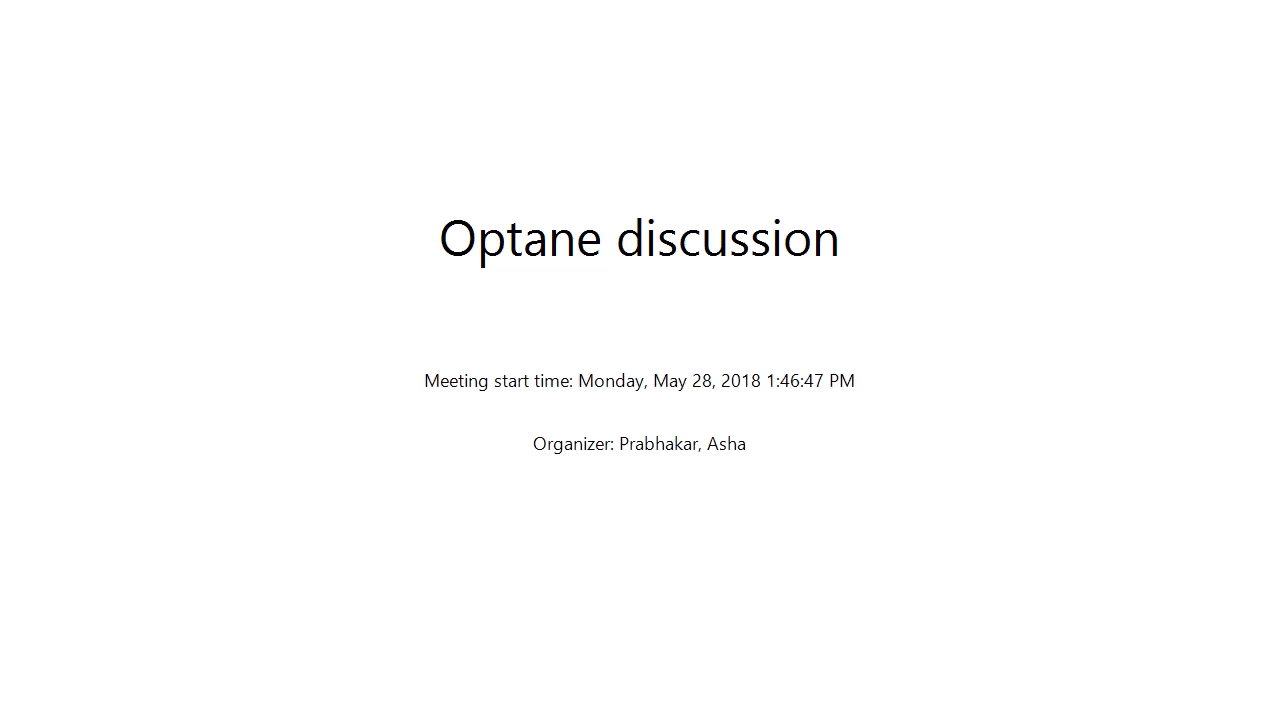 Optane discussion
Meeting start time: Monday, May 28, 2018 1:46:47 PM
Organizer: Prabhakar, Asha